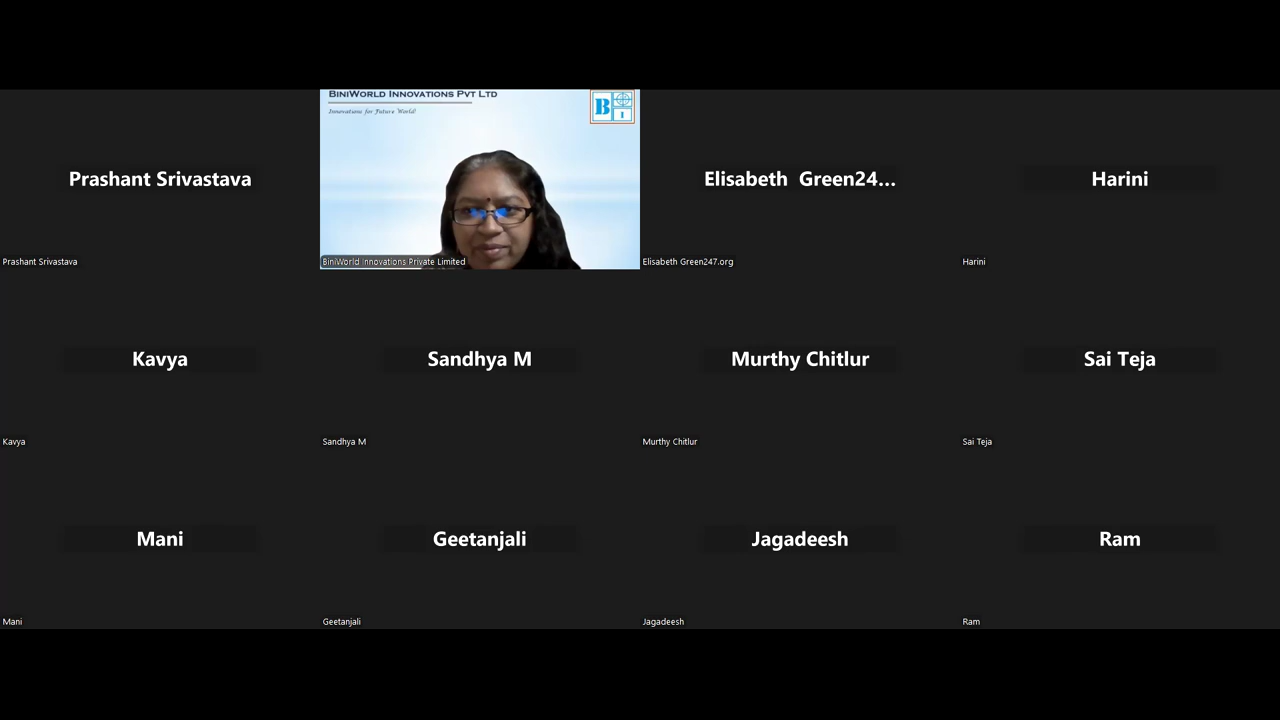 BINIWORLD INNOVATIONS PVT LTD
Innovations for Future World!
B
I
Prashant Srivastava
Elisabeth  Green24...
Harini
Prashant Srivastava
BiniWorld Innovations Private Limited
Elisabeth Green247.org
Harini
Kavya
Sandhya M
Murthy Chitlur
Sai Teja
Kavya
Sandhya M
Murthy Chitlur
Sai Teja
Mani
Geetanjali
Jagadeesh
Ram
Mani
Geetanjali
Jagadeesh
Ram